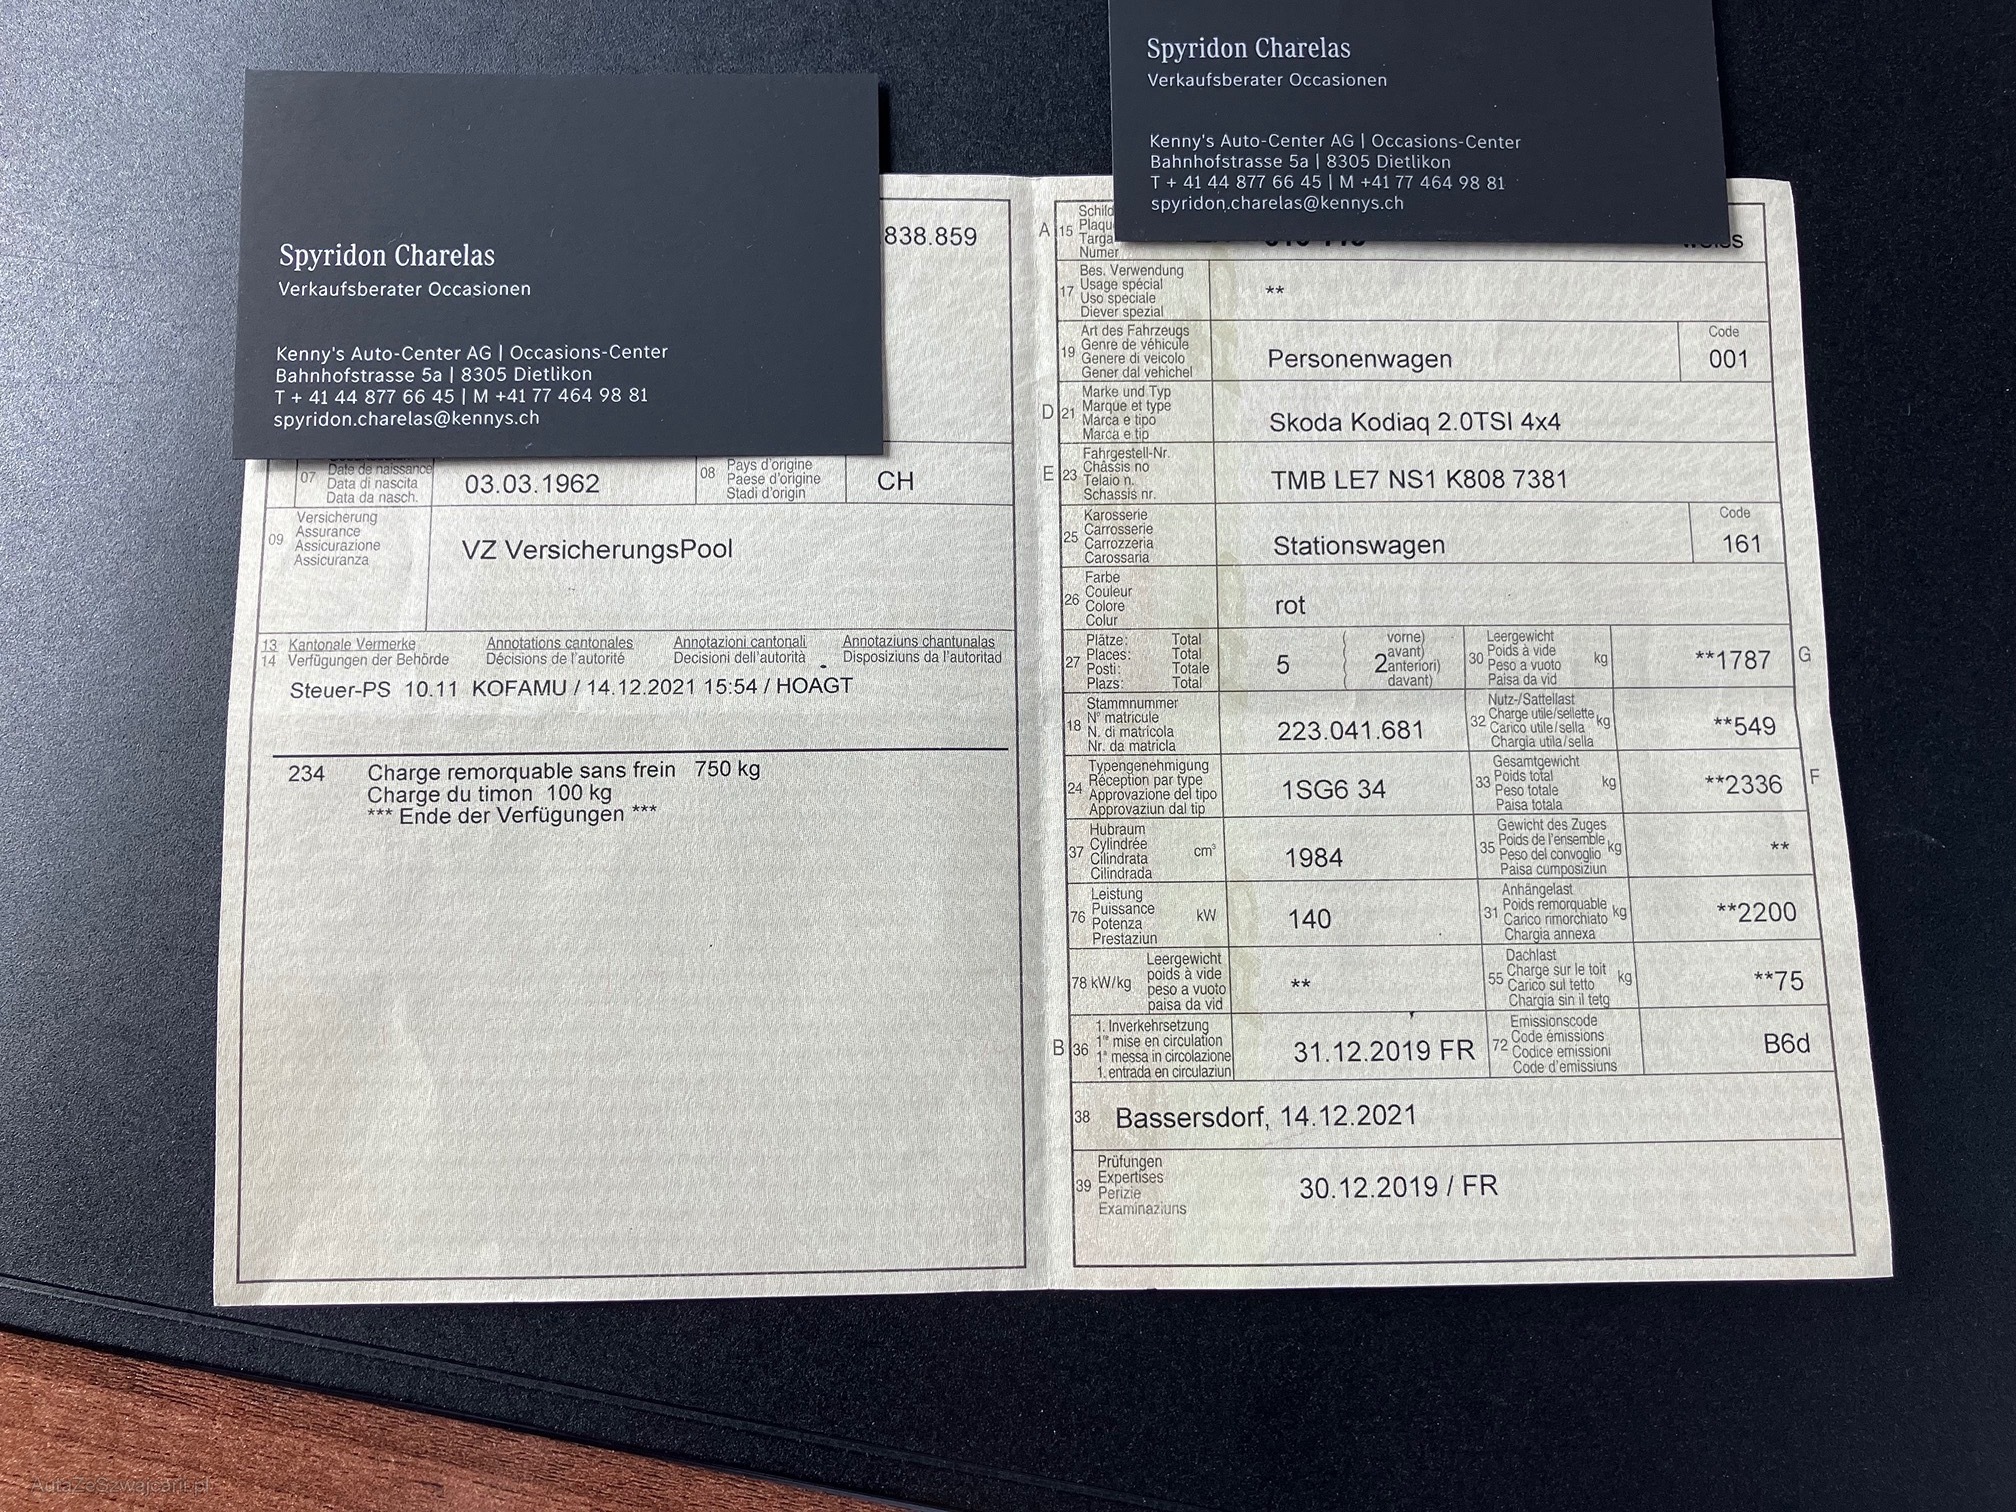 Spyridon Charelas
Verkaufsberater Occasionen
Kenny's Auto-Center AG | Occasions-Center
Bahnhofstrasse 5a | 8305 Dietlikon
T + 41 44 877 66 45 | M +41 77 464 98 81
spyridon.charelas@kennys.ch
838.859
07 Date de naissance
Data di nascita
Data da nasch.
03.03.1962
08 Pays d'origine
Paese d'origine
Stadi d'origin
CH
09 Versicherung
Assurance
Assicurazione
Assicuranza
VZ VersicherungsPool
13 Kantonale Vermerke Annotations cantonales Annotazioni cantonali Annotaziuns chantunalas
14 Verfügungen der Behörde Décisions de l'autorité Decisioni dell'autorità Disposiziuns da l'autoritad
Steuer-PS 10.11 KOFAMU / 14.12.2021 15:54 / HOAGT
234 Charge remorquable sans frein 750 kg
Charge du timon 100 kg
*** Ende der Verfügungen ***
Spyridon Charelas
Verkaufsberater Occasionen
Kenny's Auto-Center AG | Occasions-Center
Bahnhofstrasse 5a | 8305 Dietlikon
T + 41 44 877 66 45 | M +41 77 464 98 81
spyridon.charelas@kennys.ch
A 15 Schild
Plaqu
Targa
Numer
17 Bes. Verwendung
Usage spécial
Uso speciale
Diever spezial
**
19 Art des Fahrzeugs
Genre de véhicule
Genere di veicolo
Gener dal vehichel
Personenwagen
Code
001
D 21 Marke und Typ
Marque et type
Marca e tipo
Marca e tip
Skoda Kodiaq 2.0TSI 4x4
E 23 Fahrgestell-Nr.
Châssis no
Telaio n.
Schassis nr.
TMB LE7 NS1 K808 7381
25 Karosserie
Carrosserie
Carrozzeria
Carossaria
Stationswagen
Code
161
26 Farbe
Couleur
Colore
Colur
rot
27 Plätze: Total
Places: Total
Posti: Totale
Plazs: Total
5
( vorne)
avant)
2 anteriori)
( davant)
30 Leergewicht
Poids à vide
Peso a vuoto
Paisa da vid
kg
**1787 G
18 Stammnummer
N° matricule
N. di matricola
Nr. da matricla
223.041.681
32 Nutz-/Sattellast
Charge utile/sellette
Carico utile/sella
Chargia utila/sella
kg
**549
24 Typengenehmigung
Réception par type
Approvazione del tipo
Approvaziun dal tip
1SG6 34
33 Gesamtgewicht
Poids total
Peso totale
Paisa totala
kg
**2336 F
37 Hubraum
Cylindrée
Cilindrata
Cilindrada
cm³
1984
35 Gewicht des Zuges
Poids de l'ensemble
Peso del convoglio
Paisa cumposiziun
kg
**
76 Leistung
Puissance
Potenza
Prestaziun
kW
140
31 Anhängelast
Poids remorquable
Carico rimorchiato
Chargia annexa
kg
**2200
78 kW/kg
Leergewicht
poids à vide
peso a vuoto
paisa da vid
**
55 Dachlast
Charge sur le toit
Carico sul tetto
Chargia sin il tetg
kg
**75
B 36 1. Inverkehrsetzung
1re mise en circulation
1a messa in circolazione
1. entrada en circulaziun
31.12.2019 FR
72 Emissionscode
Code émissions
Codice emissioni
Code d'emissiuns
B6d
38 Bassersdorf, 14.12.2021
39 Prüfungen
Expertises
Perizie
Examinaziuns
30.12.2019 / FR
AutaZeSzwajcarii.pl